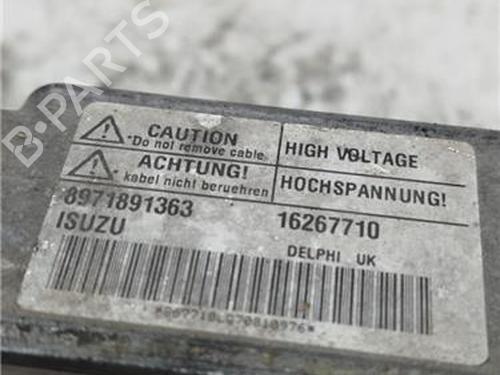 CAUTION
*Do not remove cable.
HIGH VOLTAGE
ACHTUNG!
kabel nicht beruehren
HOCHSPANNUNG!
8971891363
16267710
ISUZU
DELPHI UK
B-PARTS